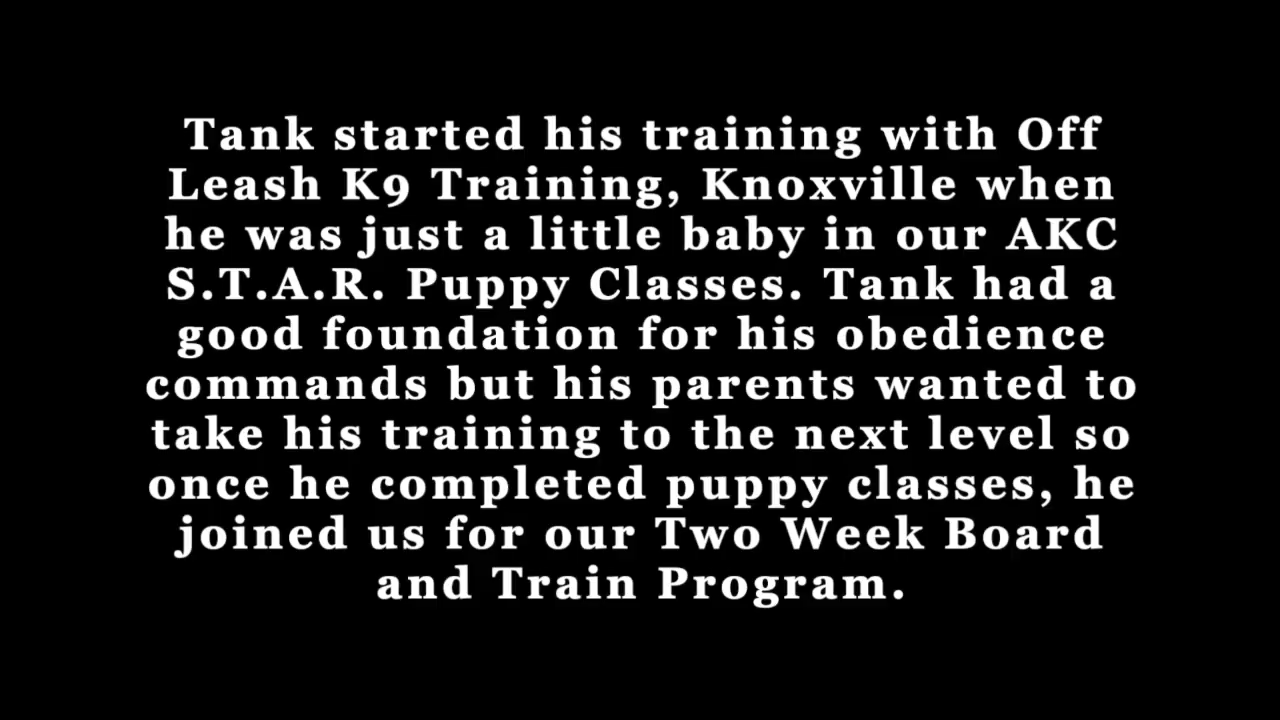 Tank started his training with Off
Leash K9 Training, Knoxville when
he was just a little baby in our AKC
S.T.A.R. Puppy Classes. Tank had a
good foundation for his obedience
commands but his parents wanted to
take his training to the next level so
once he completed puppy classes, he
joined us for our Two Week Board
and Train Program.